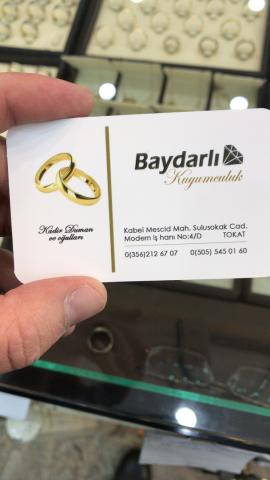 Baydarlı
Kuyumculuk
Kadir Duman
ve oğulları
Kabei Mescid Mah. Sulusokak Cad.
Modern iş hanı No:4/D TOKAT
0(356)212 67 07 0(505) 545 01 60